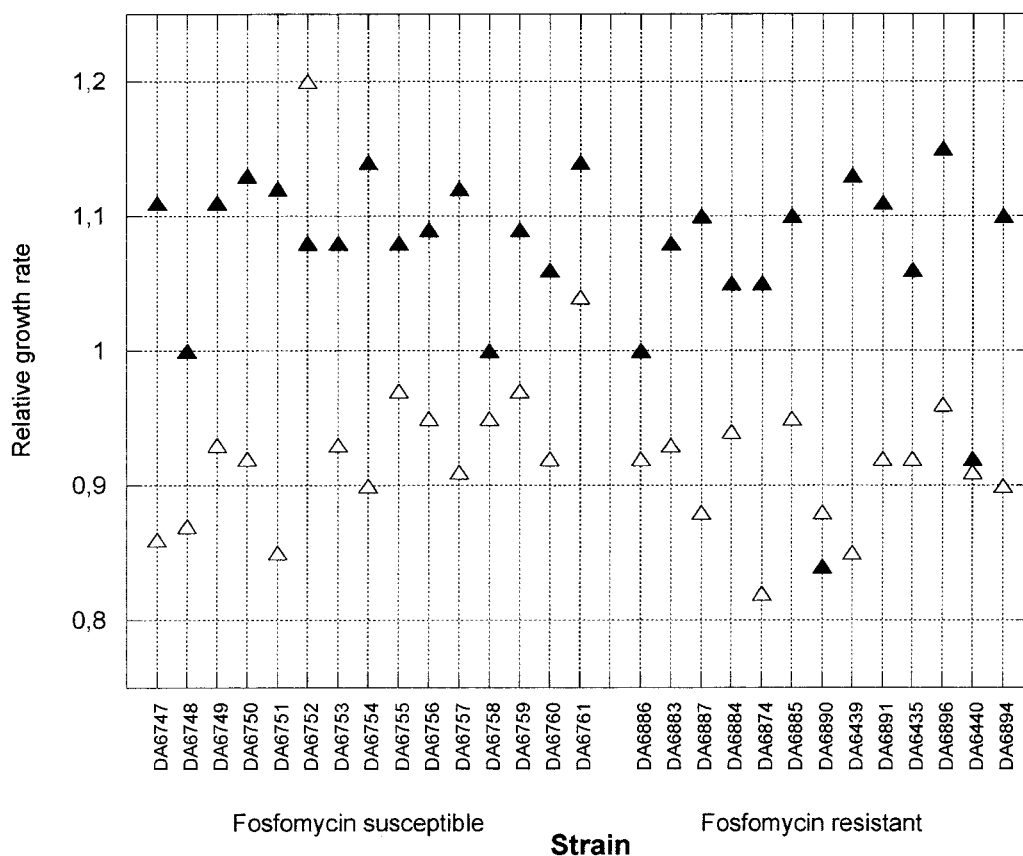 1,2
1,10
1
0,9
0,8
Relative growth rate
DA6747
DA6748
DA6749
DA6750
DA6751
DA6752
DA6753
DA6754
DA6755
DA6756
DA6757
DA6758
DA6759
DA6760
DA6761
DA6886
DA6883
DA6887
DA6884
DA6874
DA6885
DA6890
DA6439
DA6891
DA6435
DA6896
DA6440
DA6894
Fosfomycin susceptible
Fosfomycin resistant
Strain